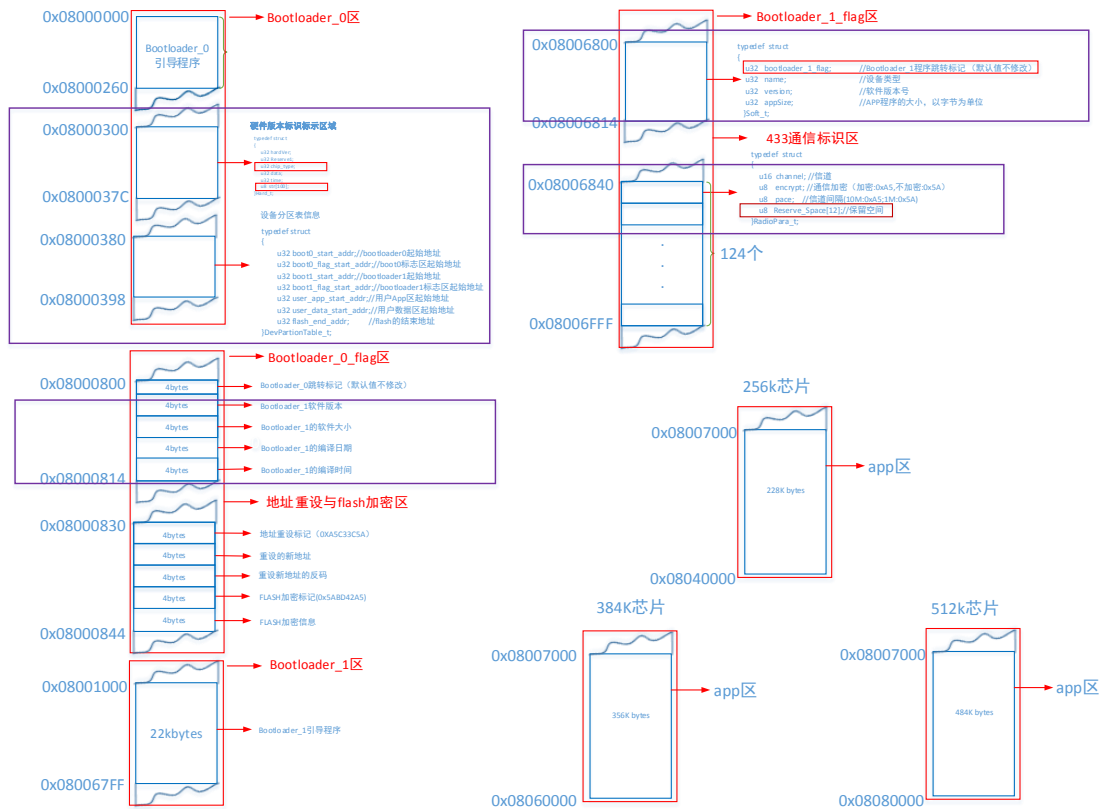 0x08000000
Bootloader_0区
Bootloader_0
引导程序
0x08000260
0x08000300
硬件版本标识标示区域
typedef struct
{
u32 hardVer;
u32 Reserve1;
u32 chip_type;
u32 date;
u32 time;
0x0800037C
0x08000380
设备分区表信息
typedef struct
{
u32 boot0_start_addr;//bootloader0起始地址
u32 boot0_flag_start_addr;//boot0标志区起始地址
u32 boot1_start_addr;//bootloader1起始地址
u32 boot1_flag_start_addr;//bootloader1标志区起始地址
u32 user_app_start_addr;//用户App区起始地址
u32 user_data_start_addr;//用户数据区起始地址
u32 flash_end_addr; //flash的结束地址
}DevPartionTable_t;
0x08000398
Bootloader_0_flag区
0x08000800
4bytes
Bootloader_0跳转标记（默认值不修改）
4bytes
Bootloader_1软件版本
4bytes
Bootloader_1的软件大小
4bytes
Bootloader_1的编译日期
4bytes
Bootloader_1的编译时间
0x08000814
地址重设与flash加密区
0x08000830
4bytes
地址重设标记（0XA5C33C5A）
4bytes
重设的新地址
4bytes
重设新地址的反码
4bytes
FLASH加密标记(0x5ABD42A5)
4bytes
FLASH加密信息
0x08000844
Bootloader_1区
0x08001000
22kbytes
Bootloader_1引导程序
0x080067FF
Bootloader_1_flag区
0x08006800
typedef struct
{
u32 bootloader_1_flag; //Bootloader_1程序跳转标记（默认值不修改）
u32 name; //设备类型
u32 version; //软件版本号
u32 appSize; //APP程序的大小，以字节为单位
}Soft_t;
0x08006814
433通信标识区
0x08006840
typedef struct
{
u16 channel; //信道
u8 encrypt; //通信加密（加密:0xA5,不加密:0x5A）
u8 pace; //信道间隔(10M:0xA5;1M:0x5A)
u8 Reserve_Space[12];//保留空间
}RadioPara_t;
124个
0x08006FFF
256k芯片
0x08007000
app区
228K bytes
0x08040000
384K芯片
0x08007000
app区
356K bytes
0x08060000
512k芯片
0x08007000
app区
484K bytes
0x08080000